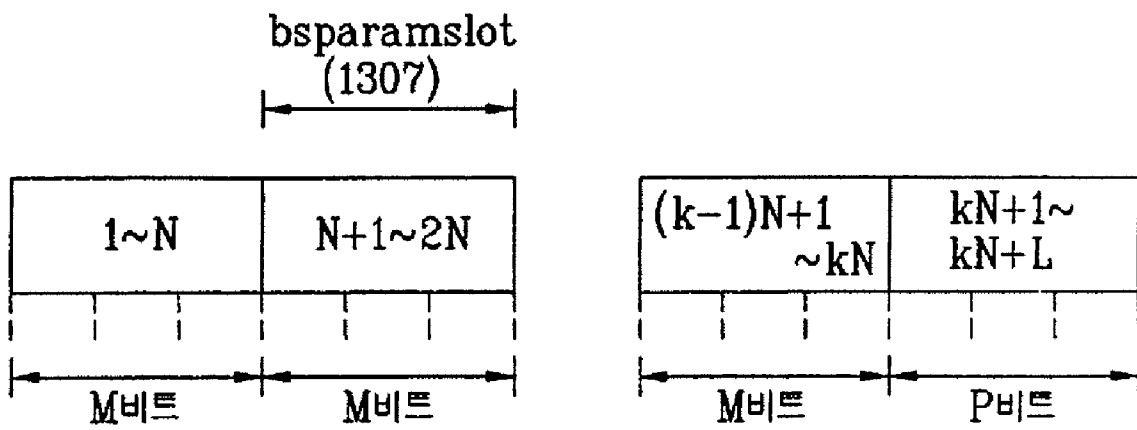 bsparamslot
(1307)
1~N
N+1~2N
(k-1)N+1
~kN
kN+1~
kN+L
M비트
M비트
M비트
P비트